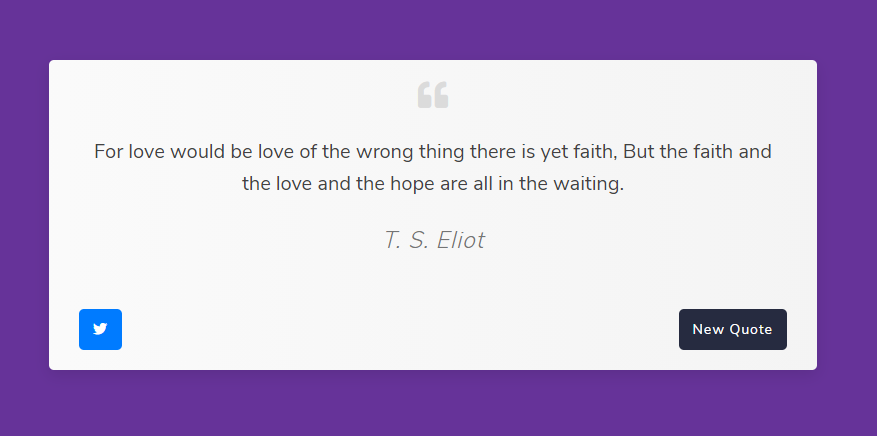 For love would be love of the wrong thing there is yet faith, But the faith and
the love and the hope are all in the waiting.
T. S. Eliot
New Quote